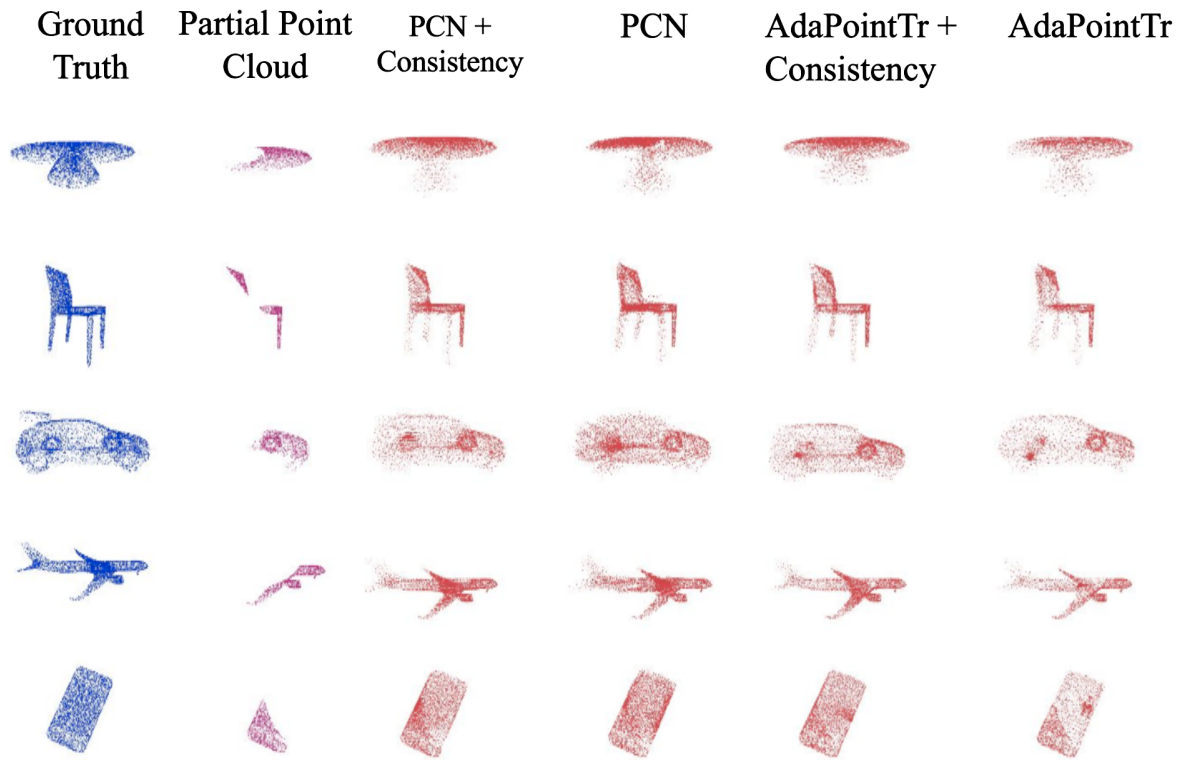 Ground
Truth
Partial Point
Cloud
PCN +
Consistency
PCN
AdaPointTr +
Consistency
AdaPointTr